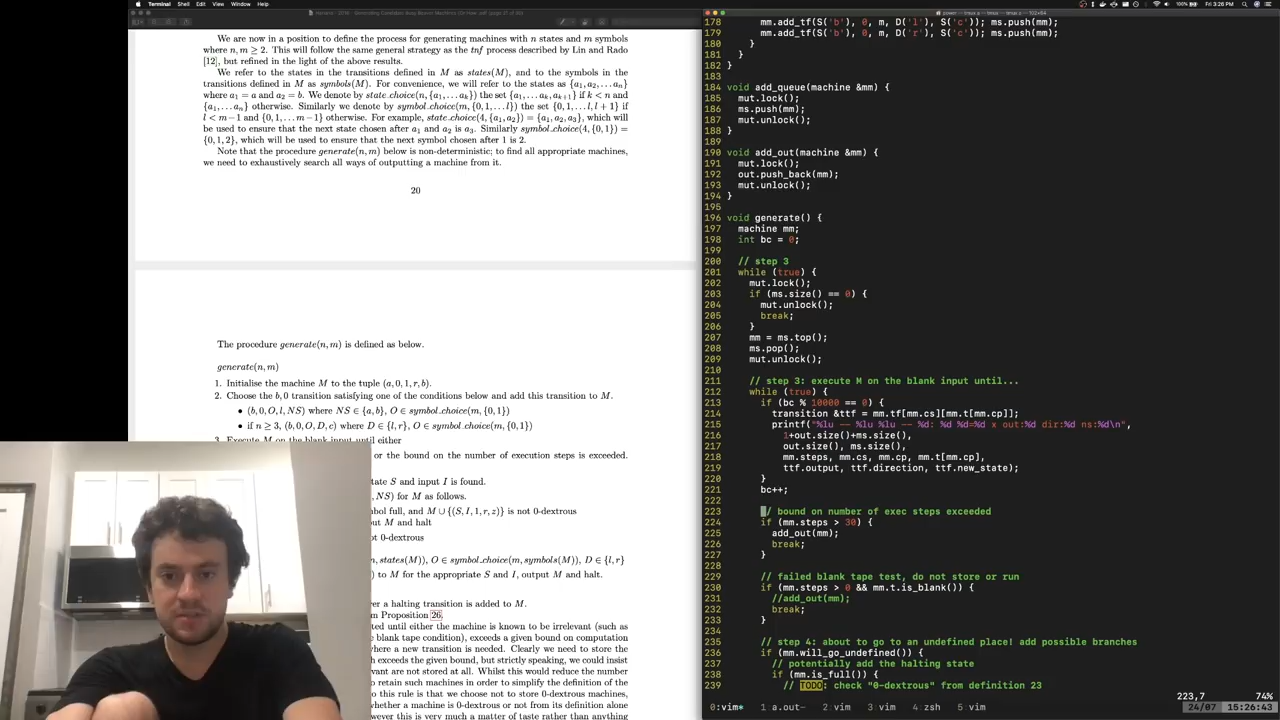 Terminal Shell Edit View Window Help
100% Fri 3:26 PM
We are now in a position to define the process for generating machines with n states and m symbols
where n, m ≥ 2. This will follow the same general strategy as the tnf process described by Lin and Rado
[12], but refined in the light of the above results.
We refer to the states in the transitions defined in M as states(M), and to the symbols in the
transitions defined in M as symbols(M). For convenience, we will refer to the states as {a₁, a₂, . . . aₙ}
where a₁ = a and a₂ = b. We denote by state_choice(n, {a₁, . . . aₖ}) the set {a₁, . . . aₖ, aₖ₊₁} if k < n and
{a₁, . . . aₙ} otherwise. Similarly we denote by symbol_choice(m, {0, 1, . . . l}) the set {0, 1, . . . l, l + 1} if
l < m−1 and {0, 1, . . . m−1} otherwise. For example, state_choice(4, {a₁, a₂}) = {a₁, a₂, a₃}, which will
be used to ensure that the next state chosen after a₁ and a₂ is a₃. Similarly symbol_choice(4, {0, 1}) =
{0, 1, 2}, which will be used to ensure that the next symbol chosen after 1 is 2.
Note that the procedure generate(n, m) below is non-deterministic; to find all appropriate machines,
we need to exhaustively search all ways of outputting a machine from it.
20
The procedure generate(n, m) is defined as below.
generate(n, m)
1. Initialise the machine M to the tuple (a, 0, 1, r, b).
2. Choose the b, 0 transition satisfying one of the conditions below and add this transition to M.
• (b, 0, O, l, NS) where NS ∈ {a, b}, O ∈ symbol_choice(m, {0, 1})
• if n ≥ 3, (b, 0, O, D, c) where D ∈ {l, r}, O ∈ symbol_choice(m, {0, 1})
3. Execute M on the blank input until either
or the bound on the number of execution steps is exceeded.
tate S and input I is found.
, NS) for M as follows.
mbol full, and M ∪ {(S, I, 1, r, z)} is not 0-dextrous
put M and halt
ot 0-dextrous
n, states(M)), O ∈ symbol_choice(m, symbols(M)), D ∈ {l, r}
) to M for the appropriate S and I, output M and halt.
er a halting transition is added to M.
m Proposition 26.
ted until either the machine is known to be irrelevant (such as
e blank tape condition), exceeds a given bound on computation
where a new transition is needed. Clearly we need to store the
h exceeds the given bound, but strictly speaking, we could insist
vant are not stored at all. Whilst this would reduce the number
o retain such machines in order to simplify the definition of the
to this rule is that we choose not to store 0-dextrous machines,
whether a machine is 0-dextrous or not from its definition alone
owever this is very much a matter of taste rather than anything
178 mm.add_tf(S('b'), 0, m, D('l'), S('c')); ms.push(mm);
179 mm.add_tf(S('b'), 0, m, D('r'), S('c')); ms.push(mm);
180 }
181 }
182 }
183
184 void add_queue(machine &mm) {
185 mut.lock();
186 ms.push(mm);
187 mut.unlock();
188 }
189
190 void add_out(machine &mm) {
191 mut.lock();
192 out.push_back(mm);
193 mut.unlock();
194 }
195
196 void generate() {
197 machine mm;
198 int bc = 0;
199
200 // step 3
201 while (true) {
202 mut.lock();
203 if (ms.size() == 0) {
204 mut.unlock();
205 break;
206 }
207 mm = ms.top();
208 ms.pop();
209 mut.unlock();
210
211 // step 3: execute M on the blank input until...
212 while (true) {
213 if (bc % 10000 == 0) {
214 transition &ttf = mm.tf[mm.cs][mm.t[mm.cp]];
215 printf("%lu -- %lu %lu -- %d: %d %d=%d x out:%d dir:%d ns:%d\n",
216 1+out.size()+ms.size(),
217 out.size(), ms.size(),
218 mm.steps, mm.cs, mm.cp, mm.t[mm.cp],
219 ttf.output, ttf.direction, ttf.new_state);
220 }
221 bc++;
222
223 / bound on number of exec steps exceeded
224 if (mm.steps > 30) {
225 add_out(mm);
226 break;
227 }
228
229 // failed blank tape test, do not store or run
230 if (mm.steps > 0 && mm.t.is_blank()) {
231 //add_out(mm);
232 break;
233 }
234
235 // step 4: about to go to an undefined place! add possible branches
236 if (mm.will_go_undefined()) {
237 // potentially add the halting state
238 if (mm.is_full()) {
239 // TODO: check "0-dextrous" from definition 23
223,7 74%
0:vim* 1 a.out- 2 vim 3 vim 4 zsh 5 vim 24/07 15:26:43